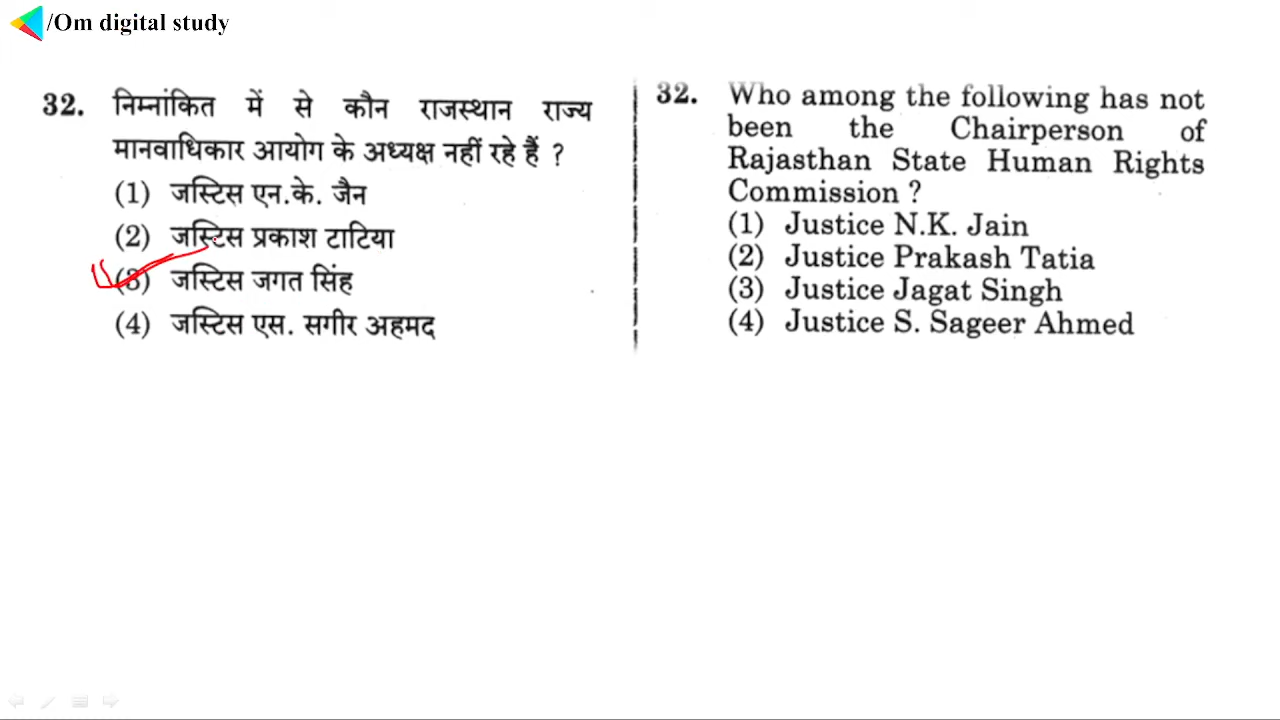 /Om digital study
32. निम्नांकित में से कौन राजस्थान राज्य
मानवाधिकार आयोग के अध्यक्ष नहीं रहे हैं ?
(1) जस्टिस एन.के. जैन
(2) जस्टिस प्रकाश टाटिया
(3) जस्टिस जगत सिंह
(4) जस्टिस एस. सगीर अहमद
32. Who among the following has not
been the Chairperson of
Rajasthan State Human Rights
Commission ?
(1) Justice N.K. Jain
(2) Justice Prakash Tatia
(3) Justice Jagat Singh
(4) Justice S. Sageer Ahmed